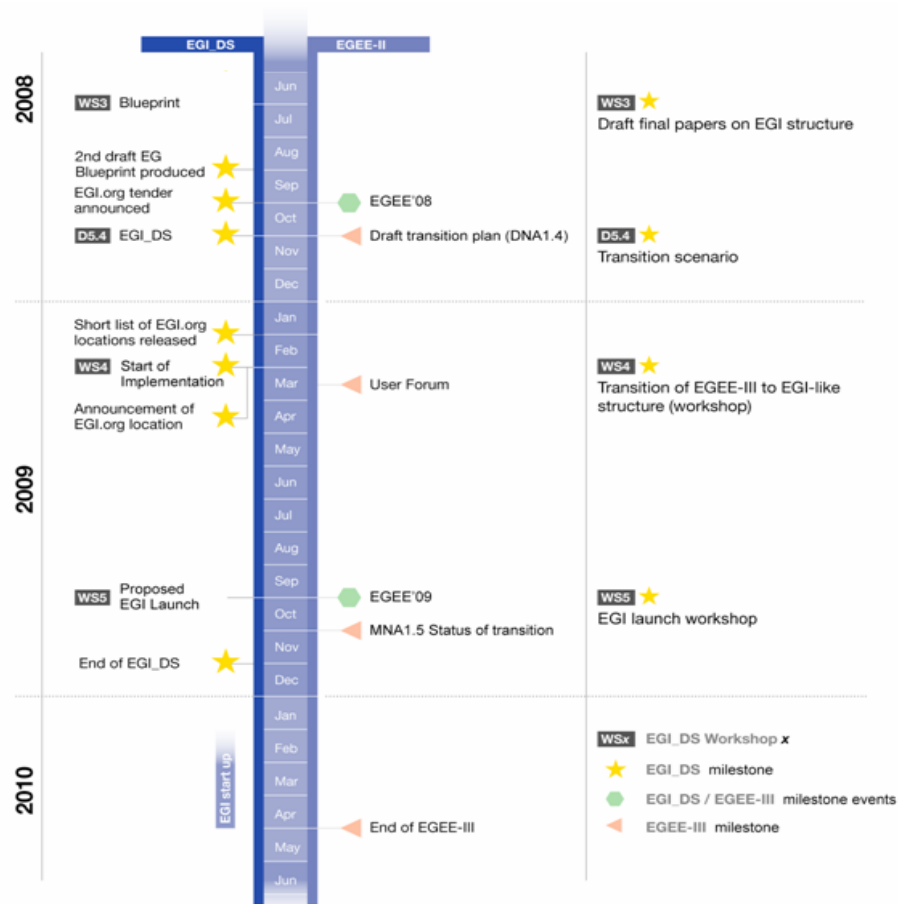 EGI_DS
EGEE-II
2008
Jun
Jul
Aug
Sep
Oct
Nov
Dec
WS3 Blueprint
2nd draft EG
Blueprint produced
EGI.org tender
announced
D5.4 EGI_DS
EGEE'08
Draft transition plan (DNA1.4)
WS3
Draft final papers on EGI structure
D5.4
Transition scenario
2009
Jan
Feb
Mar
Apr
May
Jun
Jul
Aug
Sep
Oct
Nov
Dec
Short list of EGI.org
locations released
WS4 Start of
Implementation
Announcement of
EGI.org location
User Forum
WS4
Transition of EGEE-III to EGI-like
structure (workshop)
WS5 Proposed
EGI Launch
End of EGI_DS
EGEE'09
MNA1.5 Status of transition
WS5
EGI launch workshop
2010
Jan
Feb
Mar
Apr
May
Jun
EGI start up
End of EGEE-III
WSx EGI_DS Workshop x
EGI_DS milestone
EGI_DS / EGEE-III milestone events
EGEE-III milestone